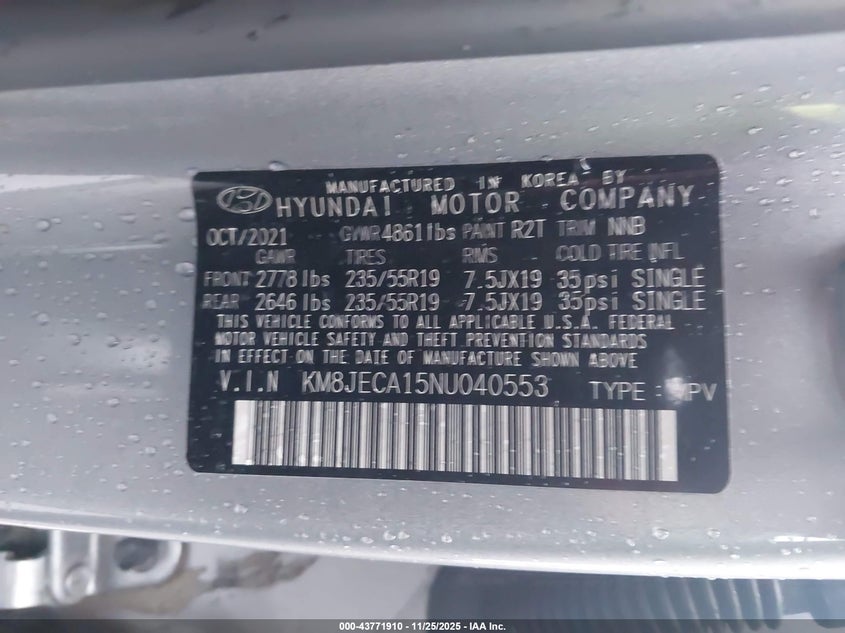 MANUFACTURED IN KOREA BY
HYUNDAI MOTOR COMPANY
OCT/2021 GVWR 4861lbs PAINT R2T TRIM NNB
GAWR TIRES RIMS COLD TIRE INFL
FRONT 2778 lbs 235/55R19 7.5JX19 35psi SINGLE
REAR 2646 lbs 235/55R19 7.5JX19 35psi SINGLE
THIS VEHICLE CONFORMS TO ALL APPLICABLE U.S.A. FEDERAL
MOTOR VEHICLE SAFETY AND THEFT PREVENTION STANDARDS
IN EFFECT ON THE DATE OF MANUFACTURE SHOWN ABOVE
V.I.N KM8JECA15NU040553 TYPE : MPV
000-43771910 - 11/25/2025 - IAA Inc.